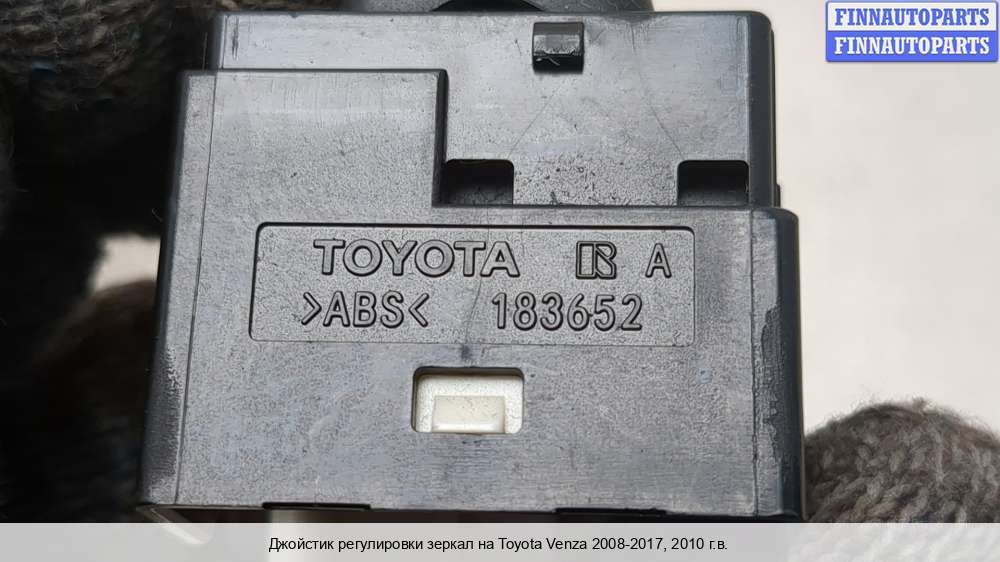 FINNAUTOPARTS
FINNAUTOPARTS
TOYOTA R A
>ABS< 183652
Джойстик регулировки зеркал на Toyota Venza 2008-2017, 2010 г.в.